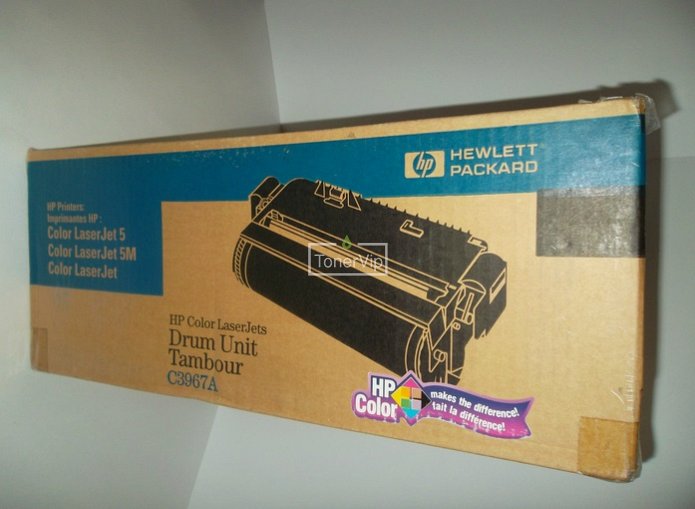 hp HEWLETT
PACKARD
HP Printers:
Imprimantes HP :
Color LaserJet 5
Color LaserJet 5M
Color LaserJet
TonerVip
HP Color LaserJets
Drum Unit
Tambour
C3967A
HP
Color
makes the difference!
fait la différence!